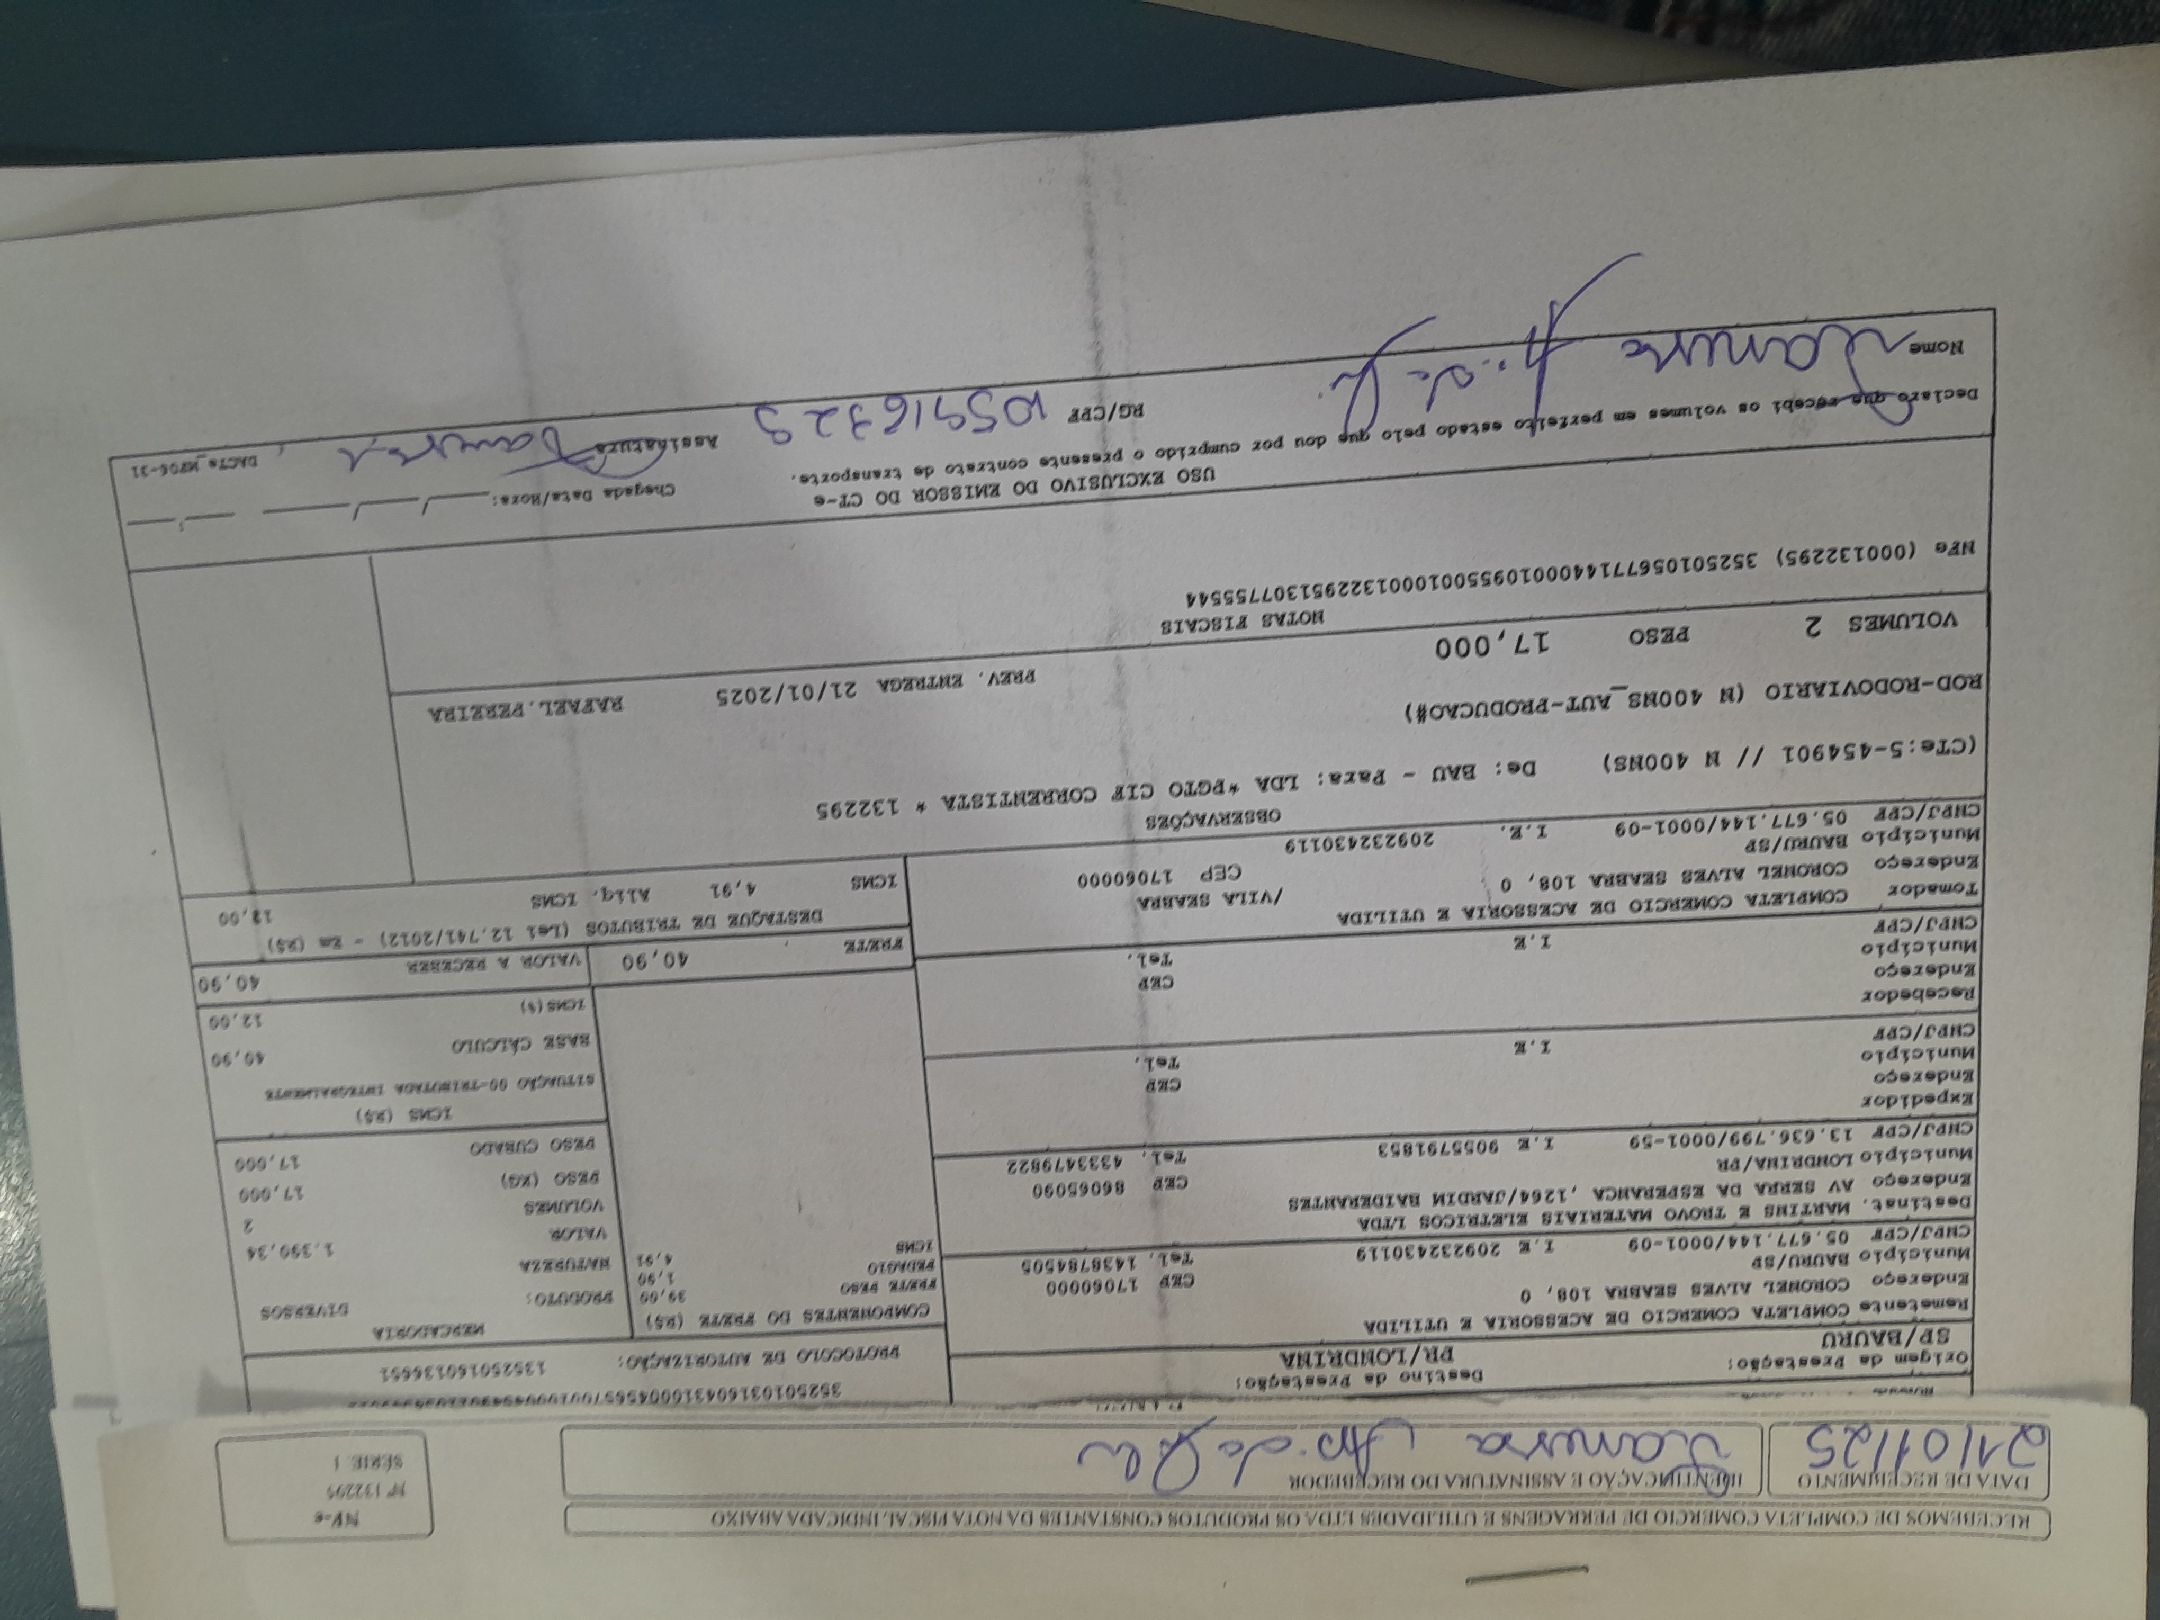 RECEBEMOS DE COMPLETA COMERCIO DE FERRAGENS E UTILIDADES LTDA OS PRODUTOS CONSTANTES DA NOTA FISCAL INDICADA ABAIXO
NF-e
Nº 132295
SÉRIE 1
DATA DE RECEBIMENTO
21/01/25
IDENTIFICAÇÃO E ASSINATURA DO RECEBEDOR
Origem da Prestação:
SP/BAURU
Destino da Prestação:
PR/LONDRINA
PROTOCOLO DE AUTORIZAÇÃO: 135250160136651
Remetente COMPLETA COMERCIO DE ACESSORIA E UTILIDA
Endereço CORONEL ALVES SEABRA 108, 0
CEP 17060000
Município BAURU/SP
Tel. 1438784505
CNPJ/CPF 05.677.144/0001-09 I.E 209232430119
Destinat. MARTINS E TROVO MATERIAIS ELETRICOS LTDA
Endereço AV SERRA DA ESPERANCA ,1264/JARDIM BAIDERANTES
CEP 86065090
Município LONDRINA/PR
Tel. 4333479822
CNPJ/CPF 13.636.799/0001-59 I.E 9055791853
Expedidor
Endereço
CEP
Município
Tel.
CNPJ/CPF I.E
Recebedor
Endereço
CEP
Município
Tel.
CNPJ/CPF I.E
Tomador COMPLETA COMERCIO DE ACESSORIA E UTILIDA
Endereço CORONEL ALVES SEABRA 108, 0 /VILA SEABRA
Município BAURU/SP CEP 17060000
CNPJ/CPF 05.677.144/0001-09 I.E. 209232430119
COMPONENTES DO FRETE (R$)
FRETE PESO 39,00
PEDAGIO 1,90
ICMS 4,91
MERCADORIA
PRODUTO: DIVERSOS
NATUREZA
VALOR 1.390,34
VOLUMES 2
PESO (KG) 17,000
PESO CUBADO 17,000
ICMS (R$)
SITUAÇÃO 00-TRIBUTADA INTEGRALMENTE
BASE CÁLCULO 40,90
ICMS(%) 12,00
FRETE 40,90
VALOR A RECEBER 40,90
DESTAQUE DE TRIBUTOS (Lei 12.741/2012) - Em (R$)
ICMS 4,91 Aliq. ICMS 12,00
OBSERVAÇÕES
(CTe:5-454901 // N 400NS) De: BAU - Para: LDA *PGTO CIF CORRENTISTA * 132295
ROD-RODOVIARIO (N 400NS_AUT-PRODUCAO#)
PREV. ENTREGA 21/01/2025 RAFAEL.PEREIRA
VOLUMES 2 PESO 17,000
NOTAS FISCAIS
NFe (000132295) 35250105677144000109550010001322951307755544
USO EXCLUSIVO DO EMISSOR DO CT-e
Declaro que recebi os volumes em perfeito estado pelo que dou por cumprido o presente contrato de transporte.
Chegada Data/Hora: / / :
Nome
RG/CPF 105916323
Assinatura
DACTe_MF06-31